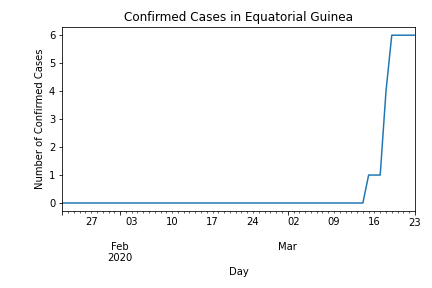 Confirmed Cases in Equatorial Guinea
Number of Confirmed Cases
6
5
4
3
2
1
0
27 03 10 17 24 02 09 16 23
Feb Mar
2020
Day